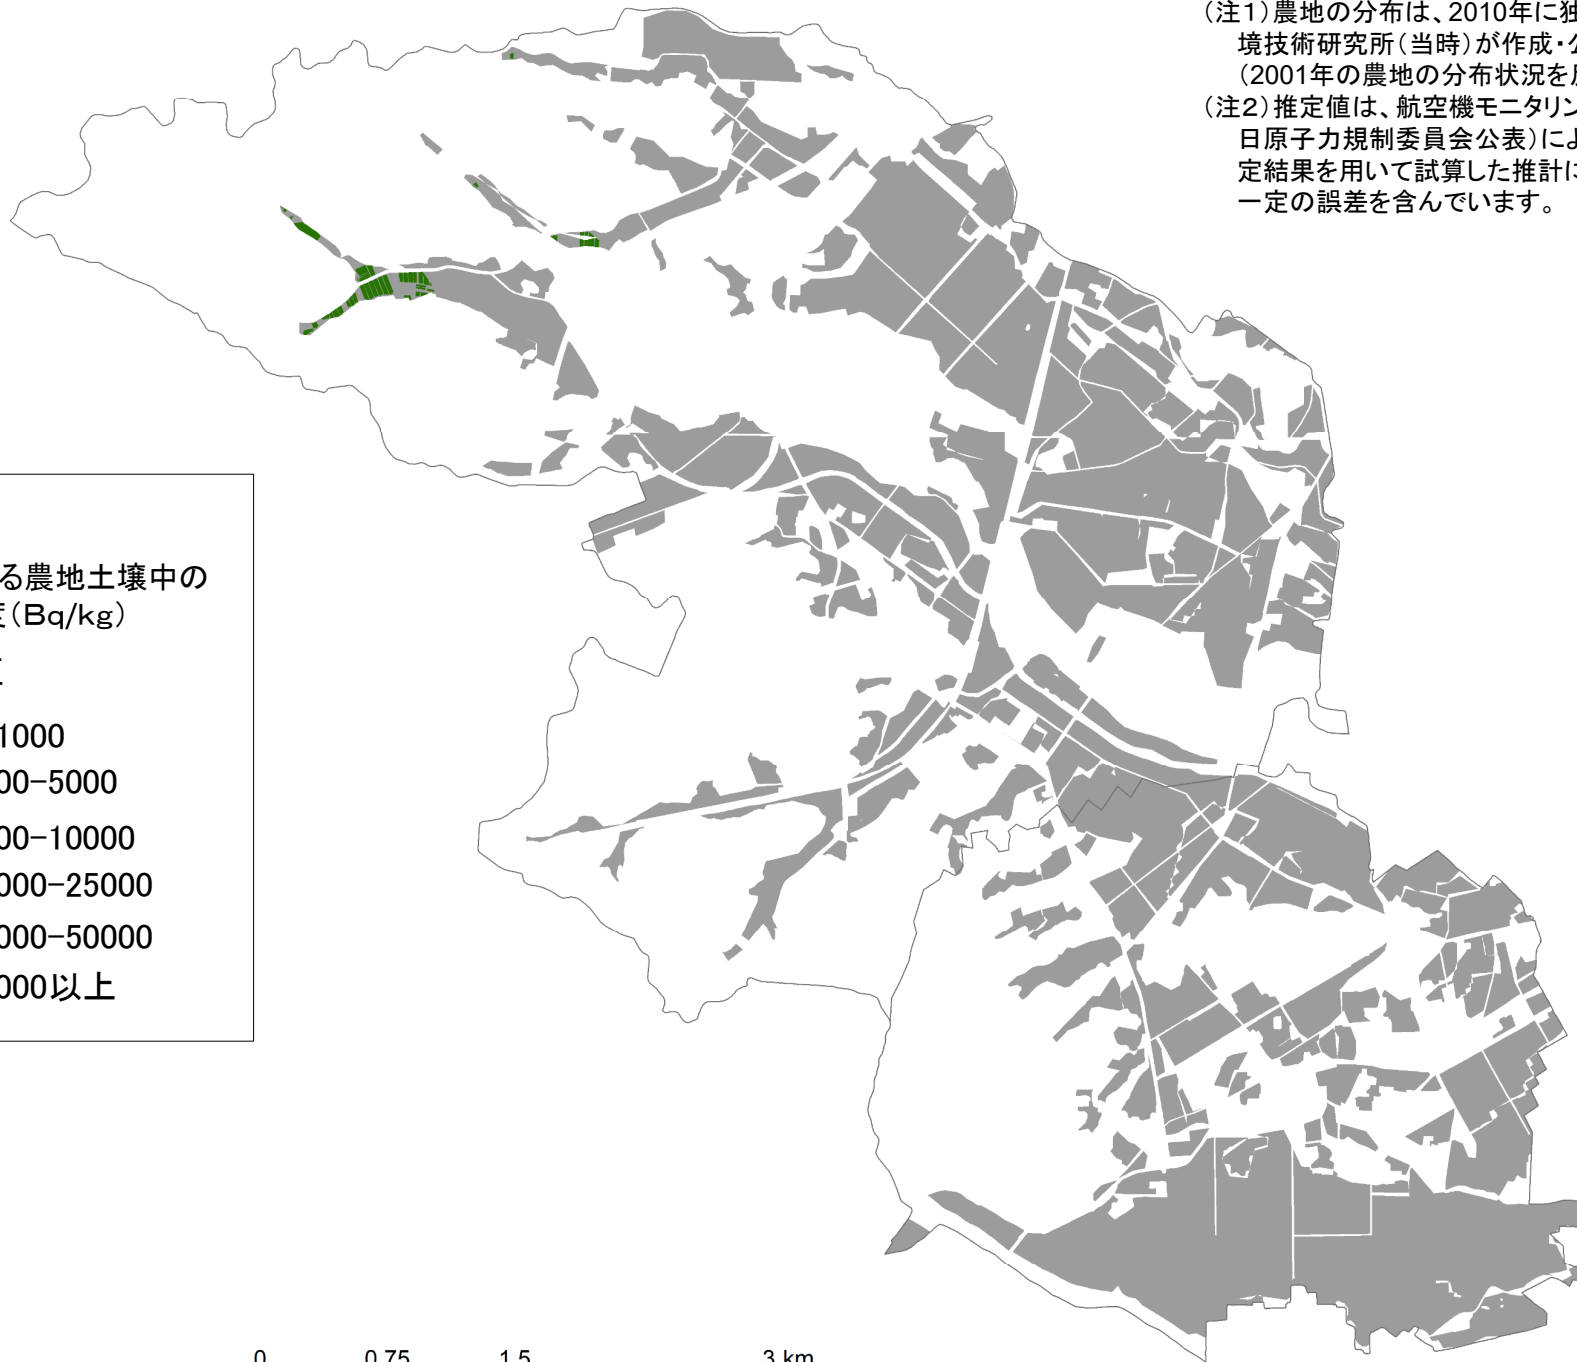 (注1)農地の分布は、2010年に独
境技術研究所(当時)が作成・公
(2001年の農地の分布状況を
(注2)推定値は、航空機モニタリン
日原子力規制委員会公表)によ
定結果を用いて試算した推計に
一定の誤差を含んでいます。
る農地土壌中の
度(Bq/kg)
1000
00-5000
00-10000
000-25000
000-50000
000以上
0 0.75 1.5 3 km